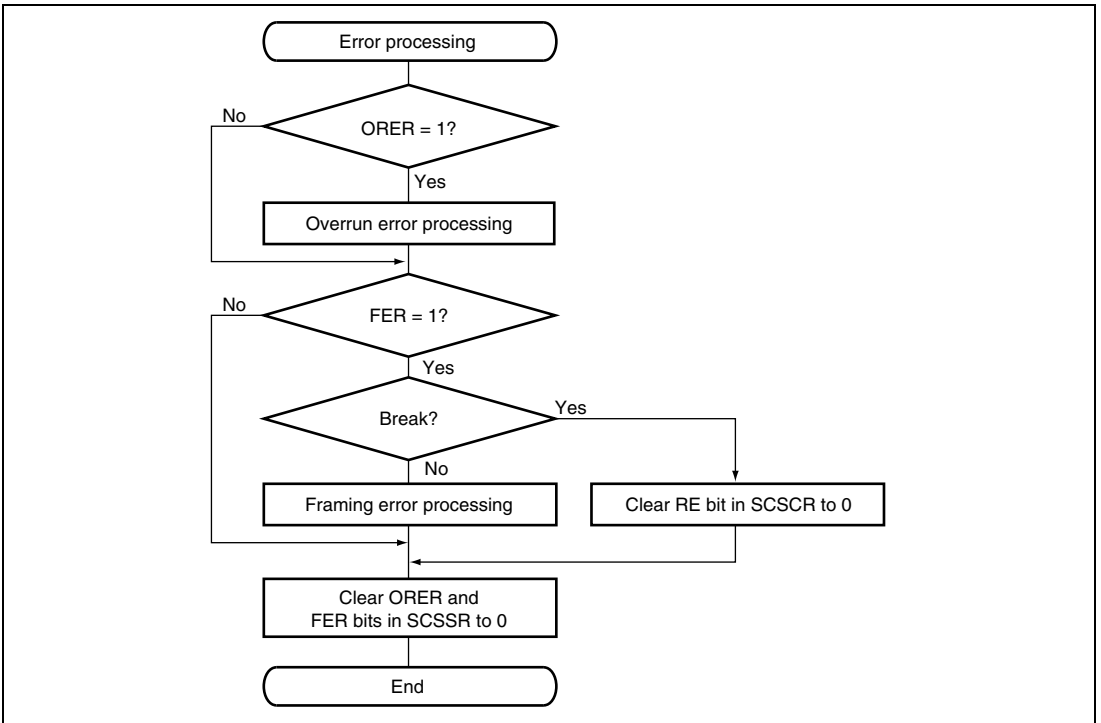 Error processing
No
ORER = 1?
Yes
Overrun error processing
No
FER = 1?
Yes
Break?
Yes
No
Framing error processing
Clear RE bit in SCSCR to 0
Clear ORER and
FER bits in SCSSR to 0
End